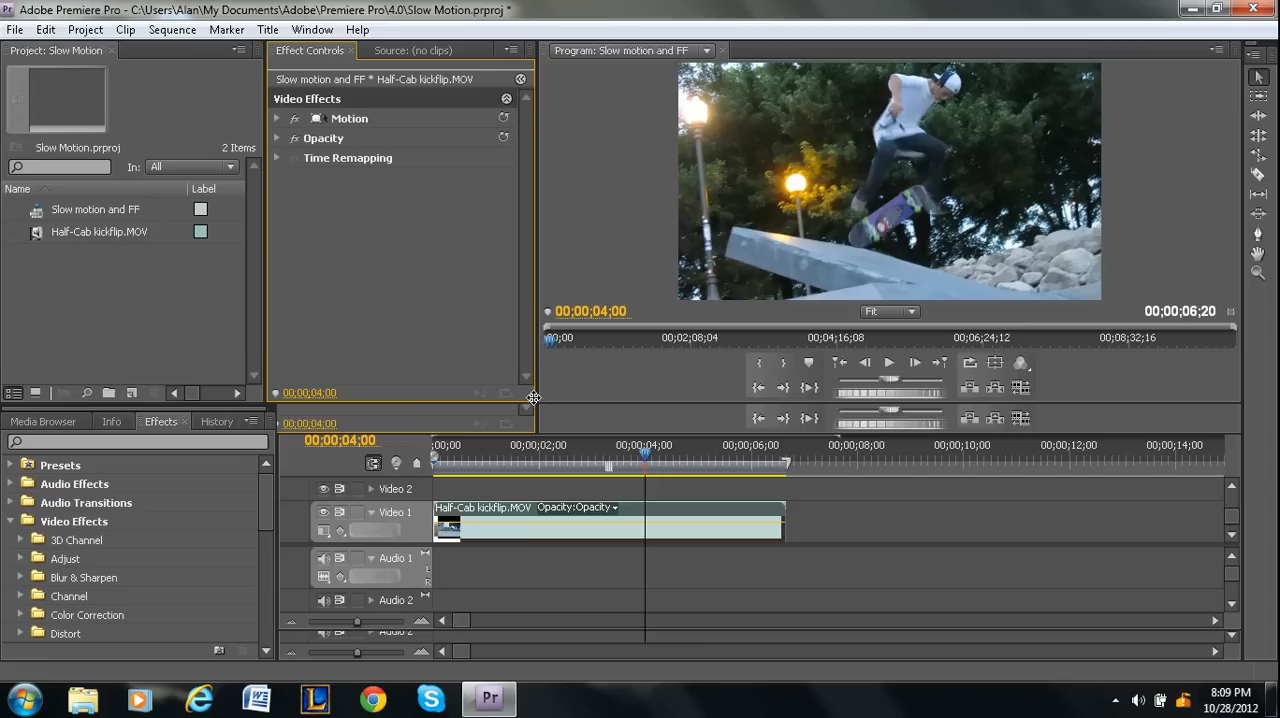 Adobe Premiere Pro - C:\Users\Alan\My Documents\Adobe\Premiere Pro\4.0\Slow Motion.prproj *
File Edit Project Clip Sequence Marker Title Window Help
Project: Slow Motion
Slow Motion.prproj 2 Items
In: All
Name Label
Slow motion and FF
Half-Cab kickflip.MOV
Effect Controls Source: (no clips)
Slow motion and FF * Half-Cab kickflip.MOV
Video Effects
fx Motion
fx Opacity
Time Remapping
00;00;04;00
00;00;04;00
Program: Slow motion and FF
00;00;04;00 Fit 00;00;06;20
;00;00 00;02;08;04 00;04;16;08 00;06;24;12 00;08;32;16
Media Browser Info Effects History
Presets
Audio Effects
Audio Transitions
Video Effects
3D Channel
Adjust
Blur & Sharpen
Channel
Color Correction
Distort
00;00;04;00
;00;00 00;00;02;00 00;00;04;00 00;00;06;00 00;00;08;00 00;00;10;00 00;00;12;00 00;00;14;00
Video 2
Video 1
Half-Cab kickflip.MOV Opacity:Opacity
Audio 1
L
R
Audio 2
Audio 2
W L S Pr
8:09 PM
10/28/2012